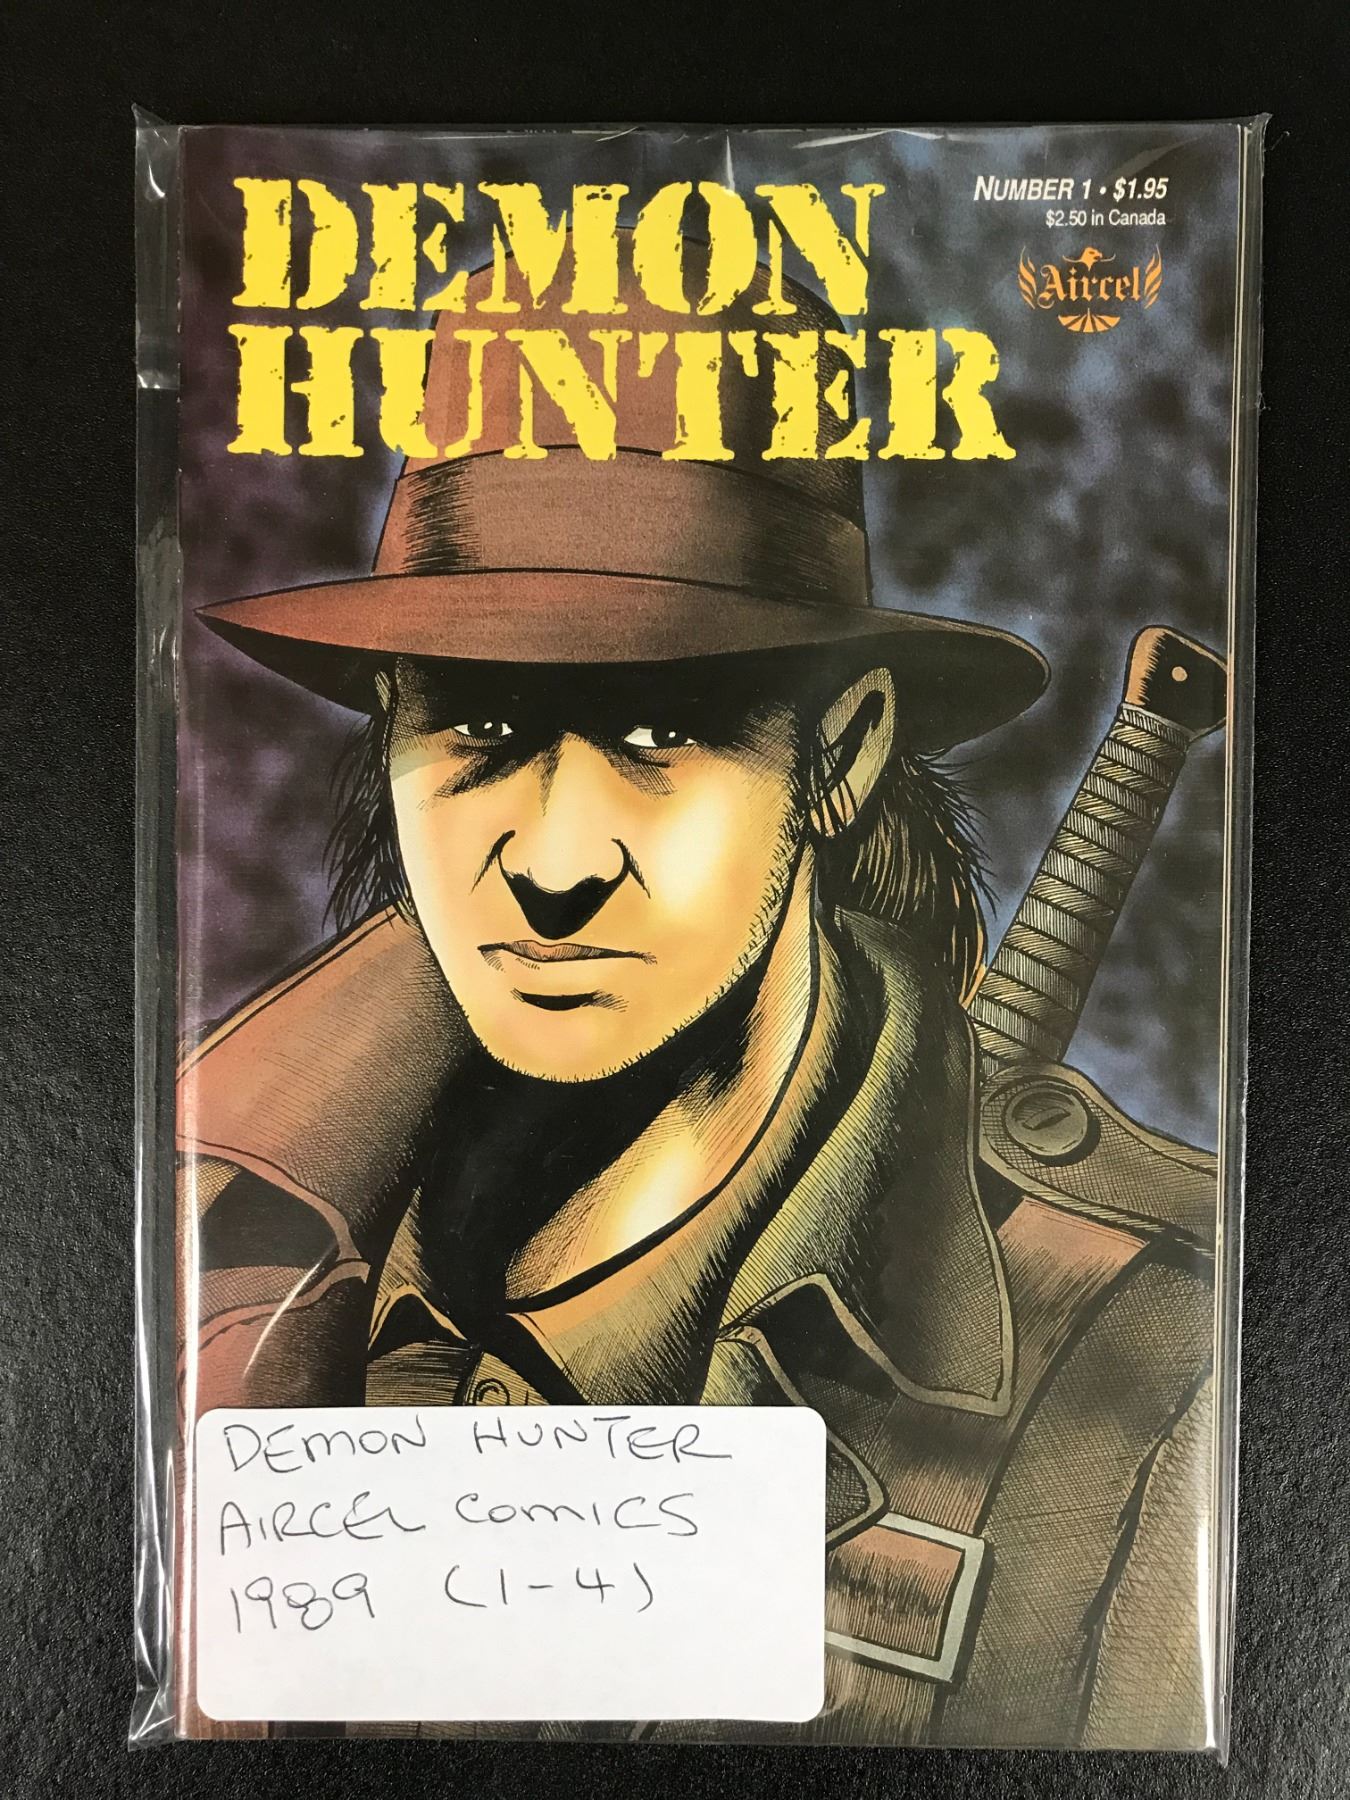 DEMON
HUNTER
NUMBER 1 • $1.95
$2.50 in Canada
Aircel
DEMON HUNTER
AIRCEL COMICS
1989 (1-4)